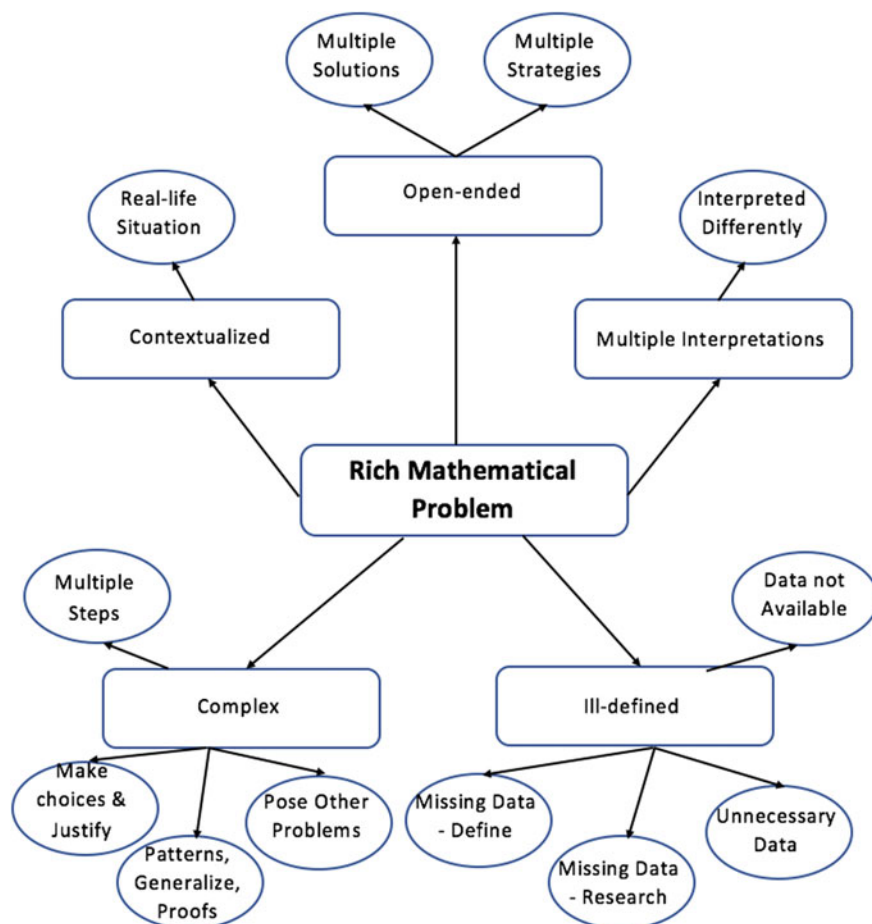 Multiple
Solutions
Multiple
Strategies
Open-ended
Real-life
Situation
Interpreted
Differently
Contextualized
Multiple Interpretations
Rich Mathematical
Problem
Multiple
Steps
Data not
Available
Complex
Ill-defined
Make
choices &
Justify
Patterns,
Generalize,
Proofs
Pose Other
Problems
Missing Data
- Define
Missing Data
- Research
Unnecessary
Data